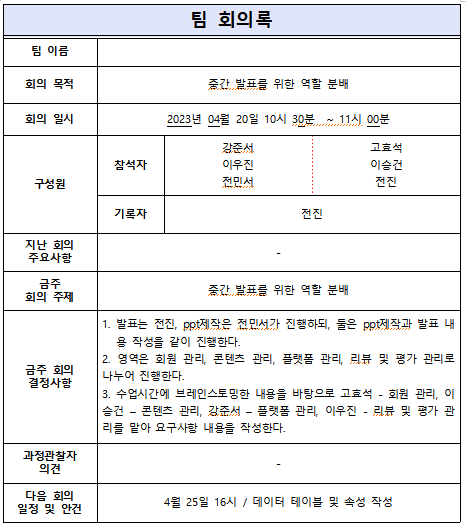 팀 회의록
팀 이름
회의 목적
중간 발표를 위한 역할 분배
회의 일시
2023년 04월 20일 10시 30분 ~ 11시 00분
구성원
참석자
강준서 고효석
이우진 이승건
전민서 전진
기록자
전진
지난 회의
주요사항
-
금주
회의 주제
중간 발표를 위한 역할 분배
금주 회의
결정사항
1. 발표는 전진, ppt제작은 전민서가 진행하되, 둘은 ppt제작과 발표 내
용 작성을 같이 진행한다.
2. 영역은 회원 관리, 콘텐츠 관리, 플랫폼 관리, 리뷰 및 평가 관리로
나누어 진행한다.
3. 수업시간에 브레인스토밍한 내용을 바탕으로 고효석 - 회원 관리, 이
승건 – 콘텐츠 관리, 강준서 – 플랫폼 관리, 이우진 - 리뷰 및 평가 관
리를 맡아 요구사항 내용을 작성한다.
과정관찰자
의견
-
다음 회의
일정 및 안건
4월 25일 16시 / 데이터 테이블 및 속성 작성